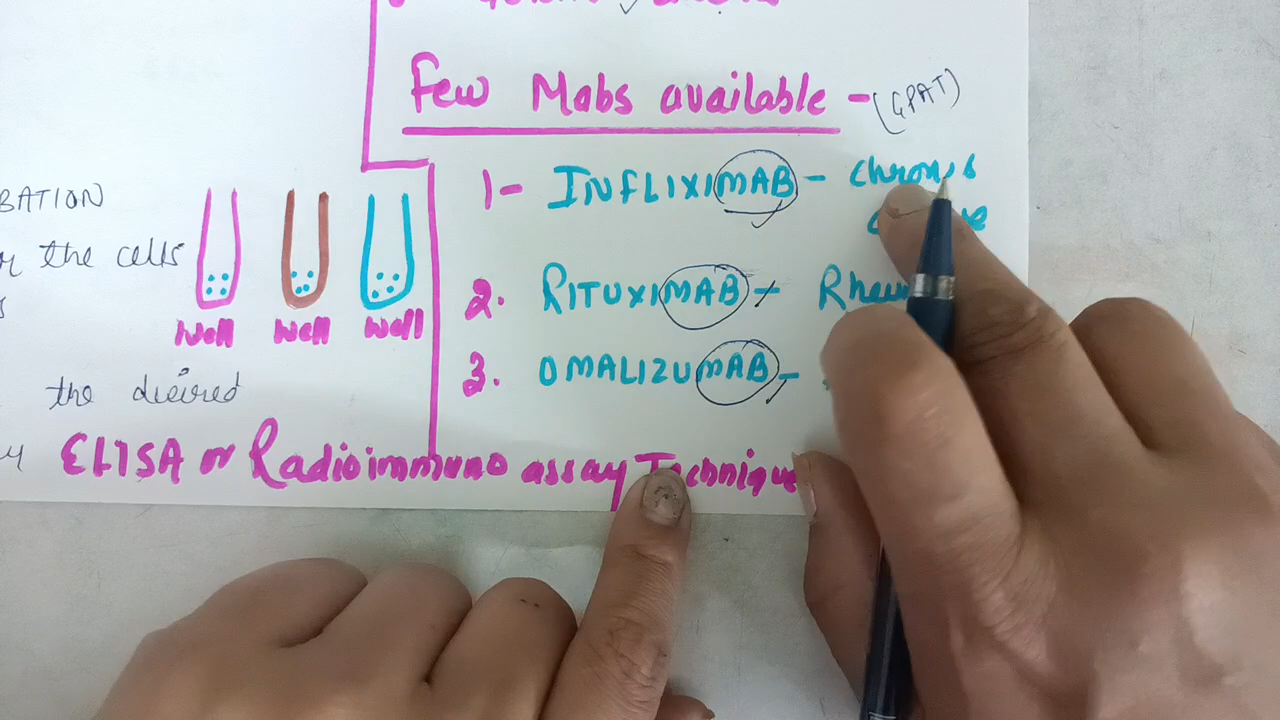 Few Mabs available - (GPAT)
1- INFLIXIMAB - chron's
2. RITUXIMAB - Rheu
3. OMALIZUMAB -
BATION
the cells
Well Well Well
the desired
ELISA or Radioimmuno assay Technique